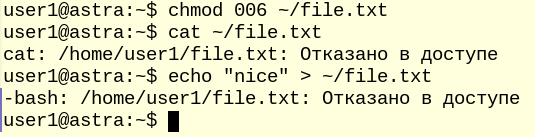 user1@astra:~$ chmod 006 ~/file.txt
user1@astra:~$ cat ~/file.txt
cat: /home/user1/file.txt: Отказано в доступе
user1@astra:~$ echo "nice" > ~/file.txt
-bash: /home/user1/file.txt: Отказано в доступе
user1@astra:~$